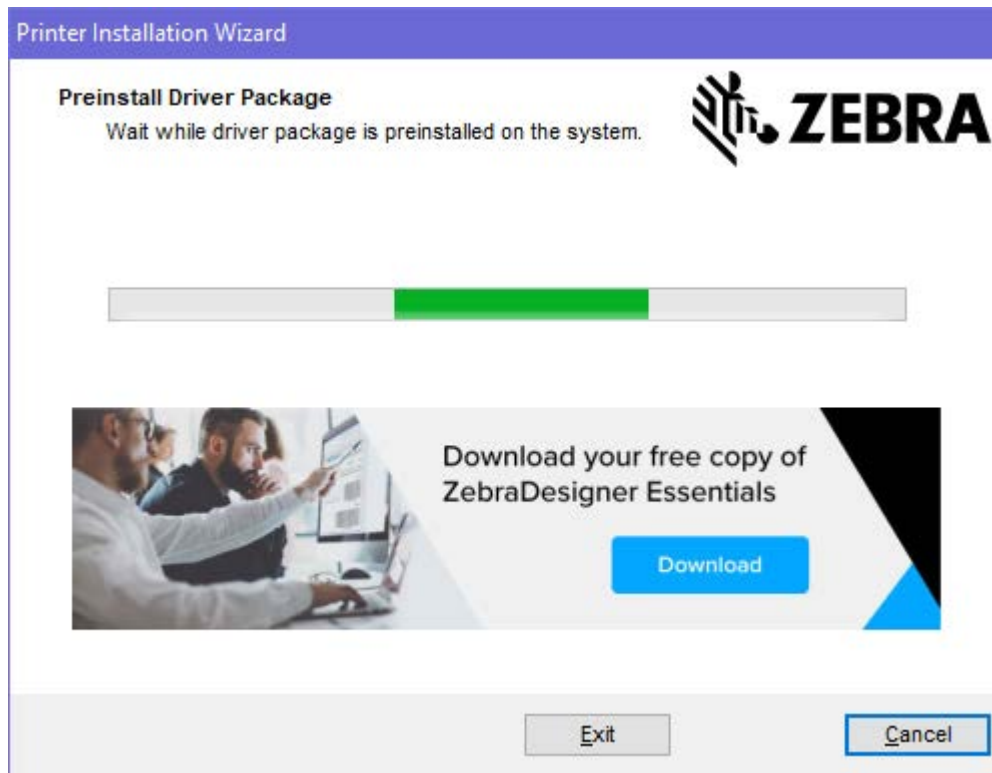 Printer Installation Wizard
Preinstall Driver Package
Wait while driver package is preinstalled on the system.
ZEBRA
Download your free copy of
ZebraDesigner Essentials
Download
Exit
Cancel